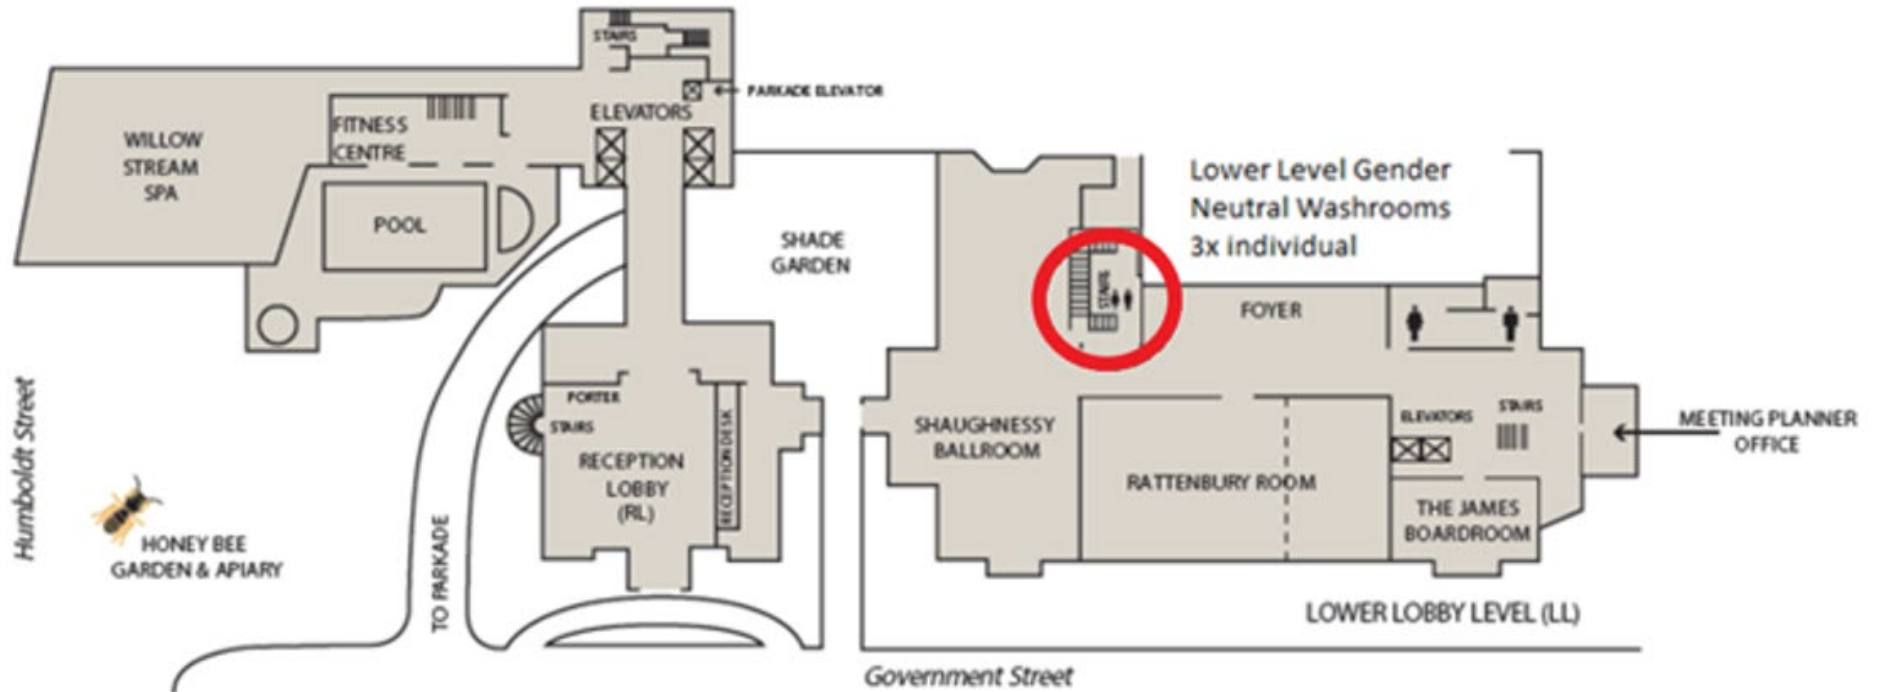 STAIRS
PARKADE ELEVATOR
ELEVATORS
WILLOW
STREAM
SPA
FITNESS
CENTRE
POOL
SHADE
GARDEN
Lower Level Gender
Neutral Washrooms
3x individual
STAIRS
FOYER
Humboldt Street
PORTER
STAIRS
RECEPTION
LOBBY
(RL)
RECEPTION DESK
SHAUGHNESSY
BALLROOM
RATTENBURY ROOM
ELEVATORS
STAIRS
THE JAMES
BOARDROOM
MEETING PLANNER
OFFICE
HONEY BEE
GARDEN & APIARY
TO PARKADE
LOWER LOBBY LEVEL (LL)
Government Street